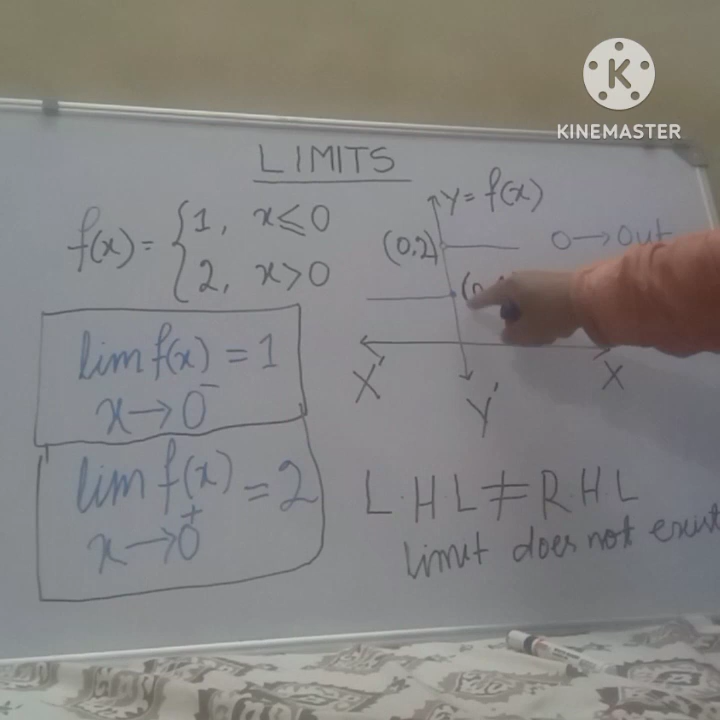 KINEMASTER
LIMITS
f(x) = { 1, x ≤ 0
2, x > 0
lim f(x) = 1
x → 0⁻
lim f(x) = 2
x → 0⁺
Y = f(x)
(0,2)
O → Out
X'
X
Y'
L.H.L ≠ R.H.L
limit does not exist